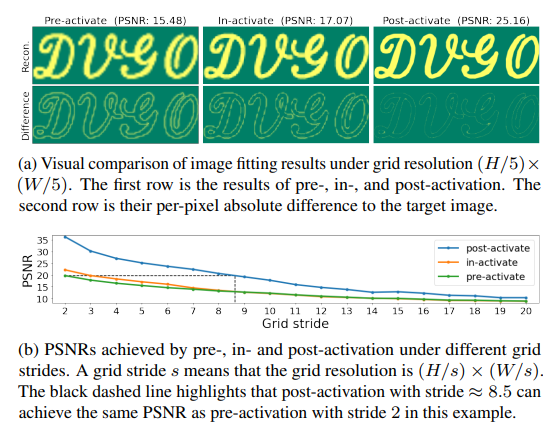 Pre-activate (PSNR: 15.48) In-activate (PSNR: 17.07) Post-activate (PSNR: 25.16)
Recon.
DVGO DVGO DVGO
Difference
DVGO DVGO DVGO
(a) Visual comparison of image fitting results under grid resolution (H/5)×
(W/5). The first row is the results of pre-, in-, and post-activation. The
second row is their per-pixel absolute difference to the target image.
PSNR
35
30
25
20
15
10
post-activate
in-activate
pre-activate
2 3 4 5 6 7 8 9 10 11 12 13 14 15 16 17 18 19 20
Grid stride
(b) PSNRs achieved by pre-, in- and post-activation under different grid
strides. A grid stride s means that the grid resolution is (H/s) × (W/s).
The black dashed line highlights that post-activation with stride ≈ 8.5 can
achieve the same PSNR as pre-activation with stride 2 in this example.